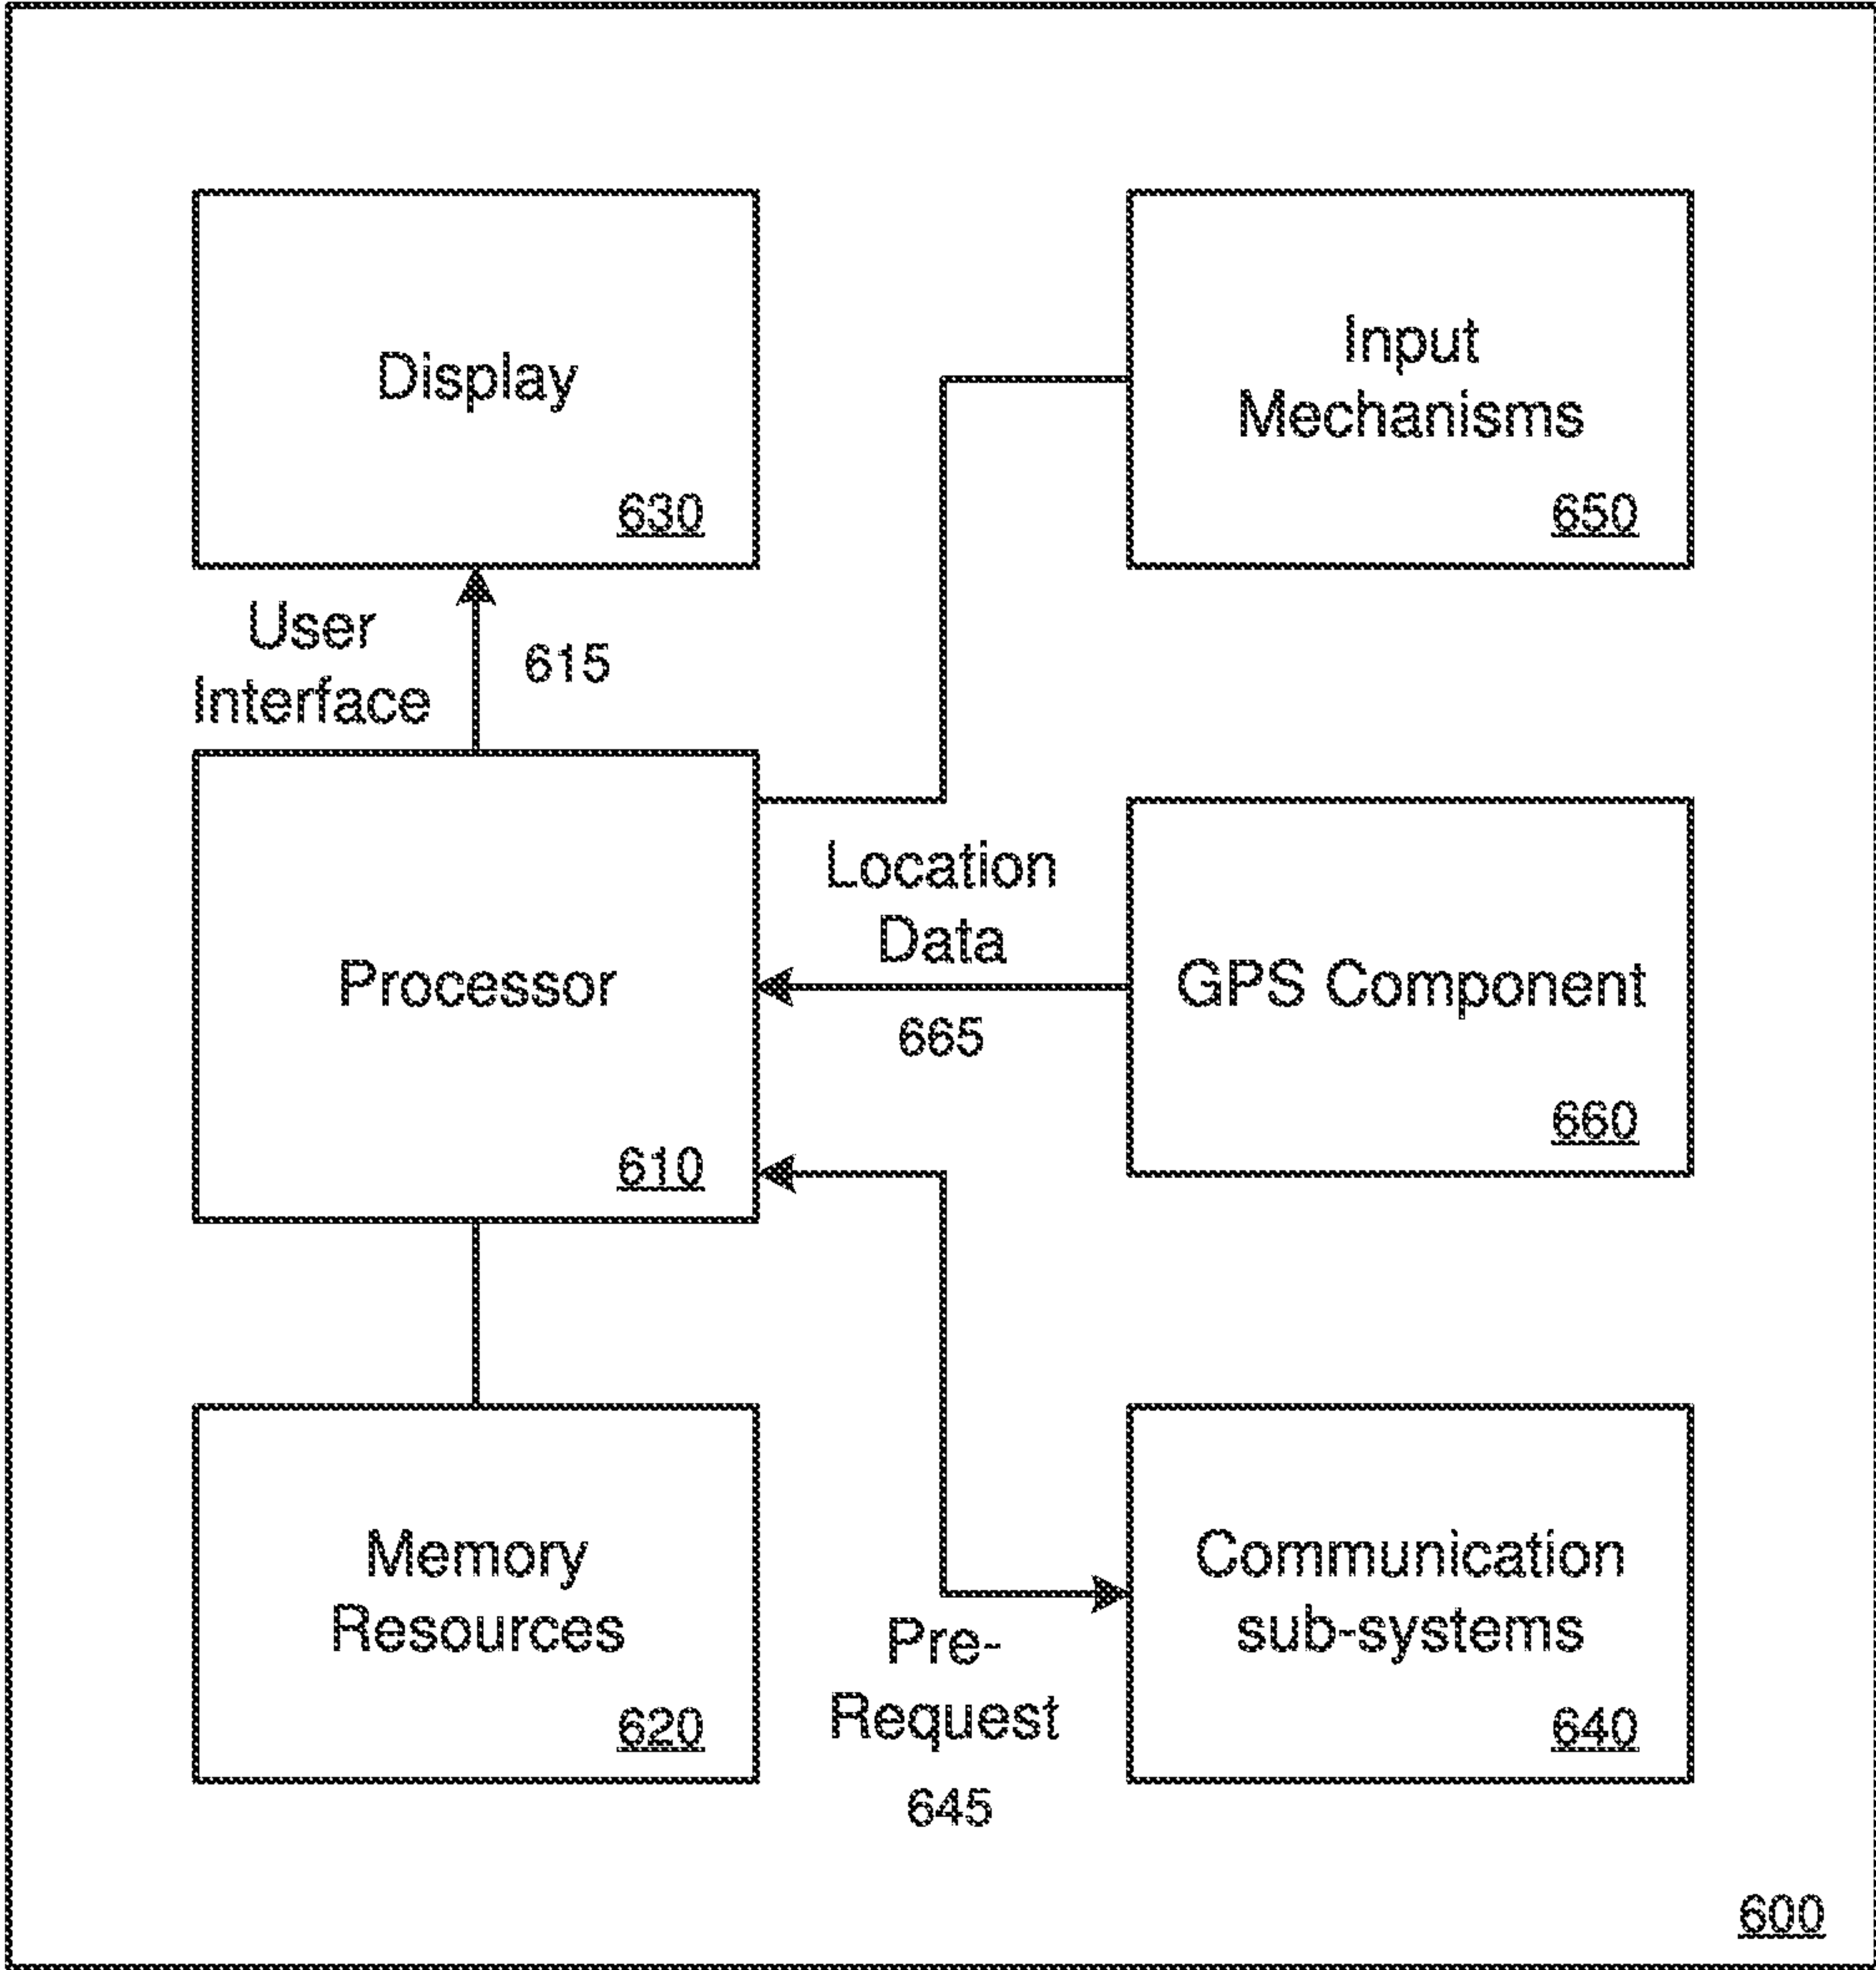 Display
630
Input
Mechanisms
650
User
Interface
615
Processor
610
Location
Data
665
GPS Component
660
Memory
Resources
620
Pre-
Request
645
Communication
sub-systems
640
600